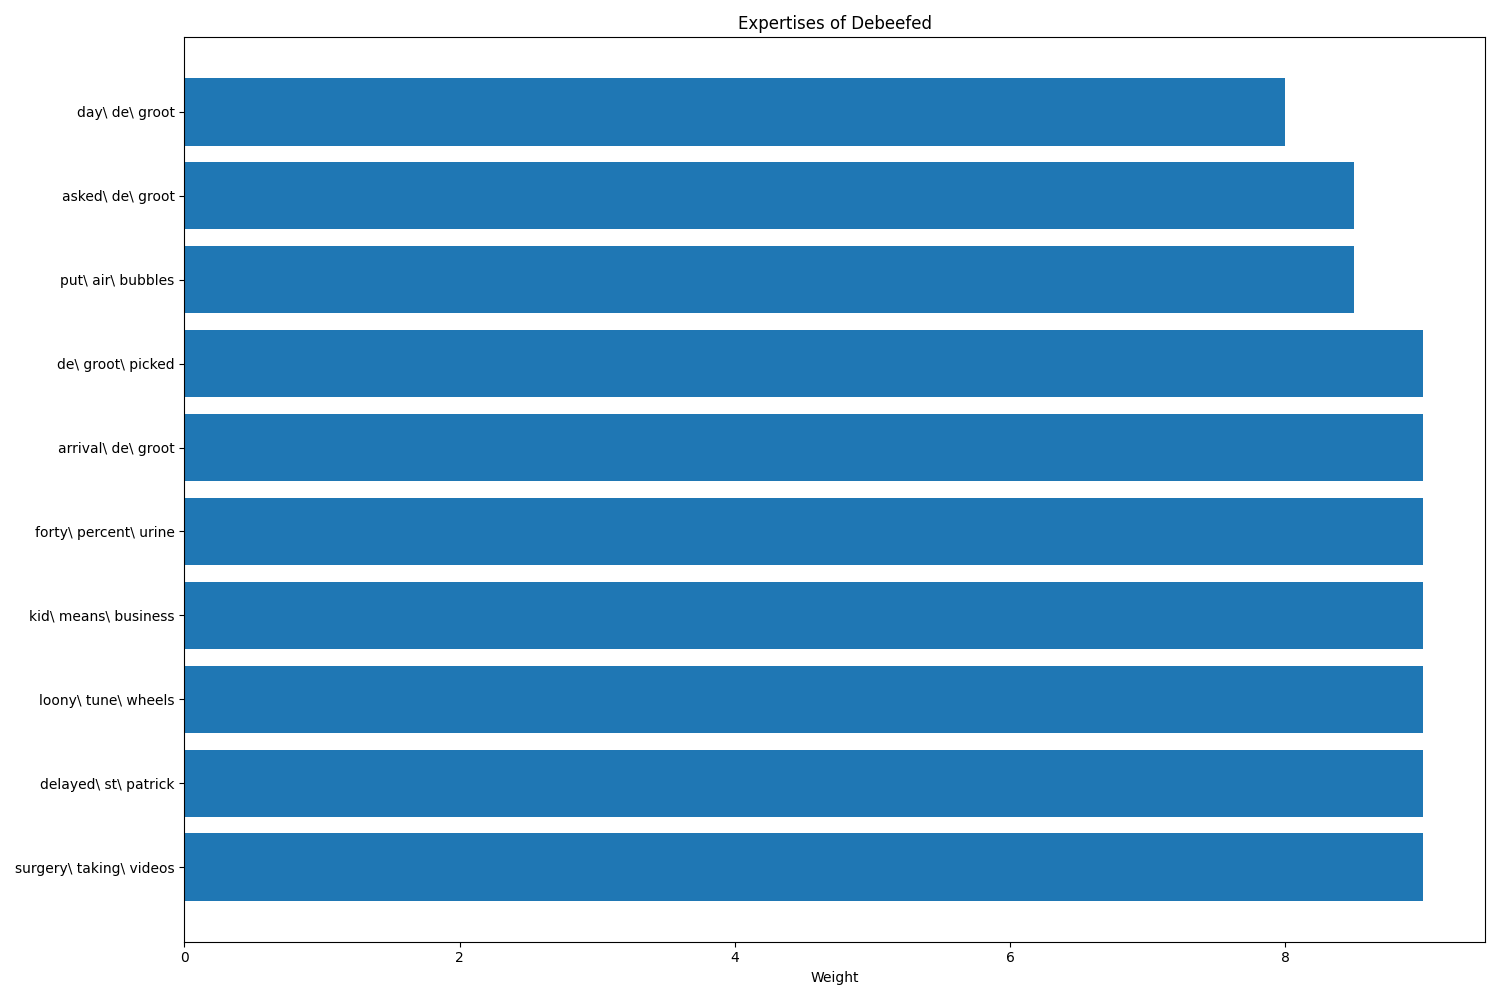 Expertises of Debeefed
day\ de\ groot
asked\ de\ groot
put\ air\ bubbles
de\ groot\ picked
arrival\ de\ groot
forty\ percent\ urine
kid\ means\ business
loony\ tune\ wheels
delayed\ st\ patrick
surgery\ taking\ videos
0 2 4 6 8
Weight